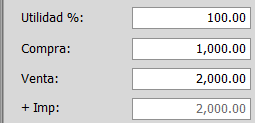 Utilidad %: 100.00
Compra: 1,000.00
Venta: 2,000.00
+ Imp: 2,000.00